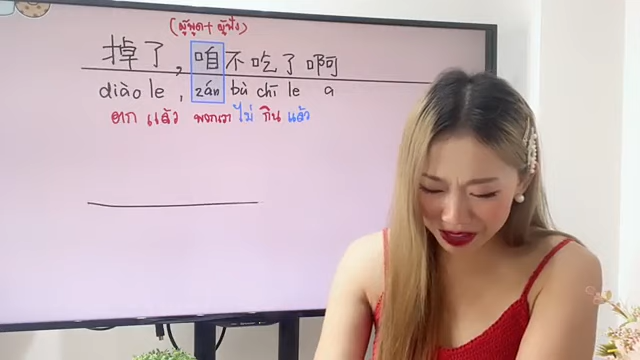 (ผู้พูด + ผู้ฟัง)
掉了, 咱不吃了啊
diào le , zán bù chī le a
ตก แล้ว พวกเรา ไม่ กิน แล้ว